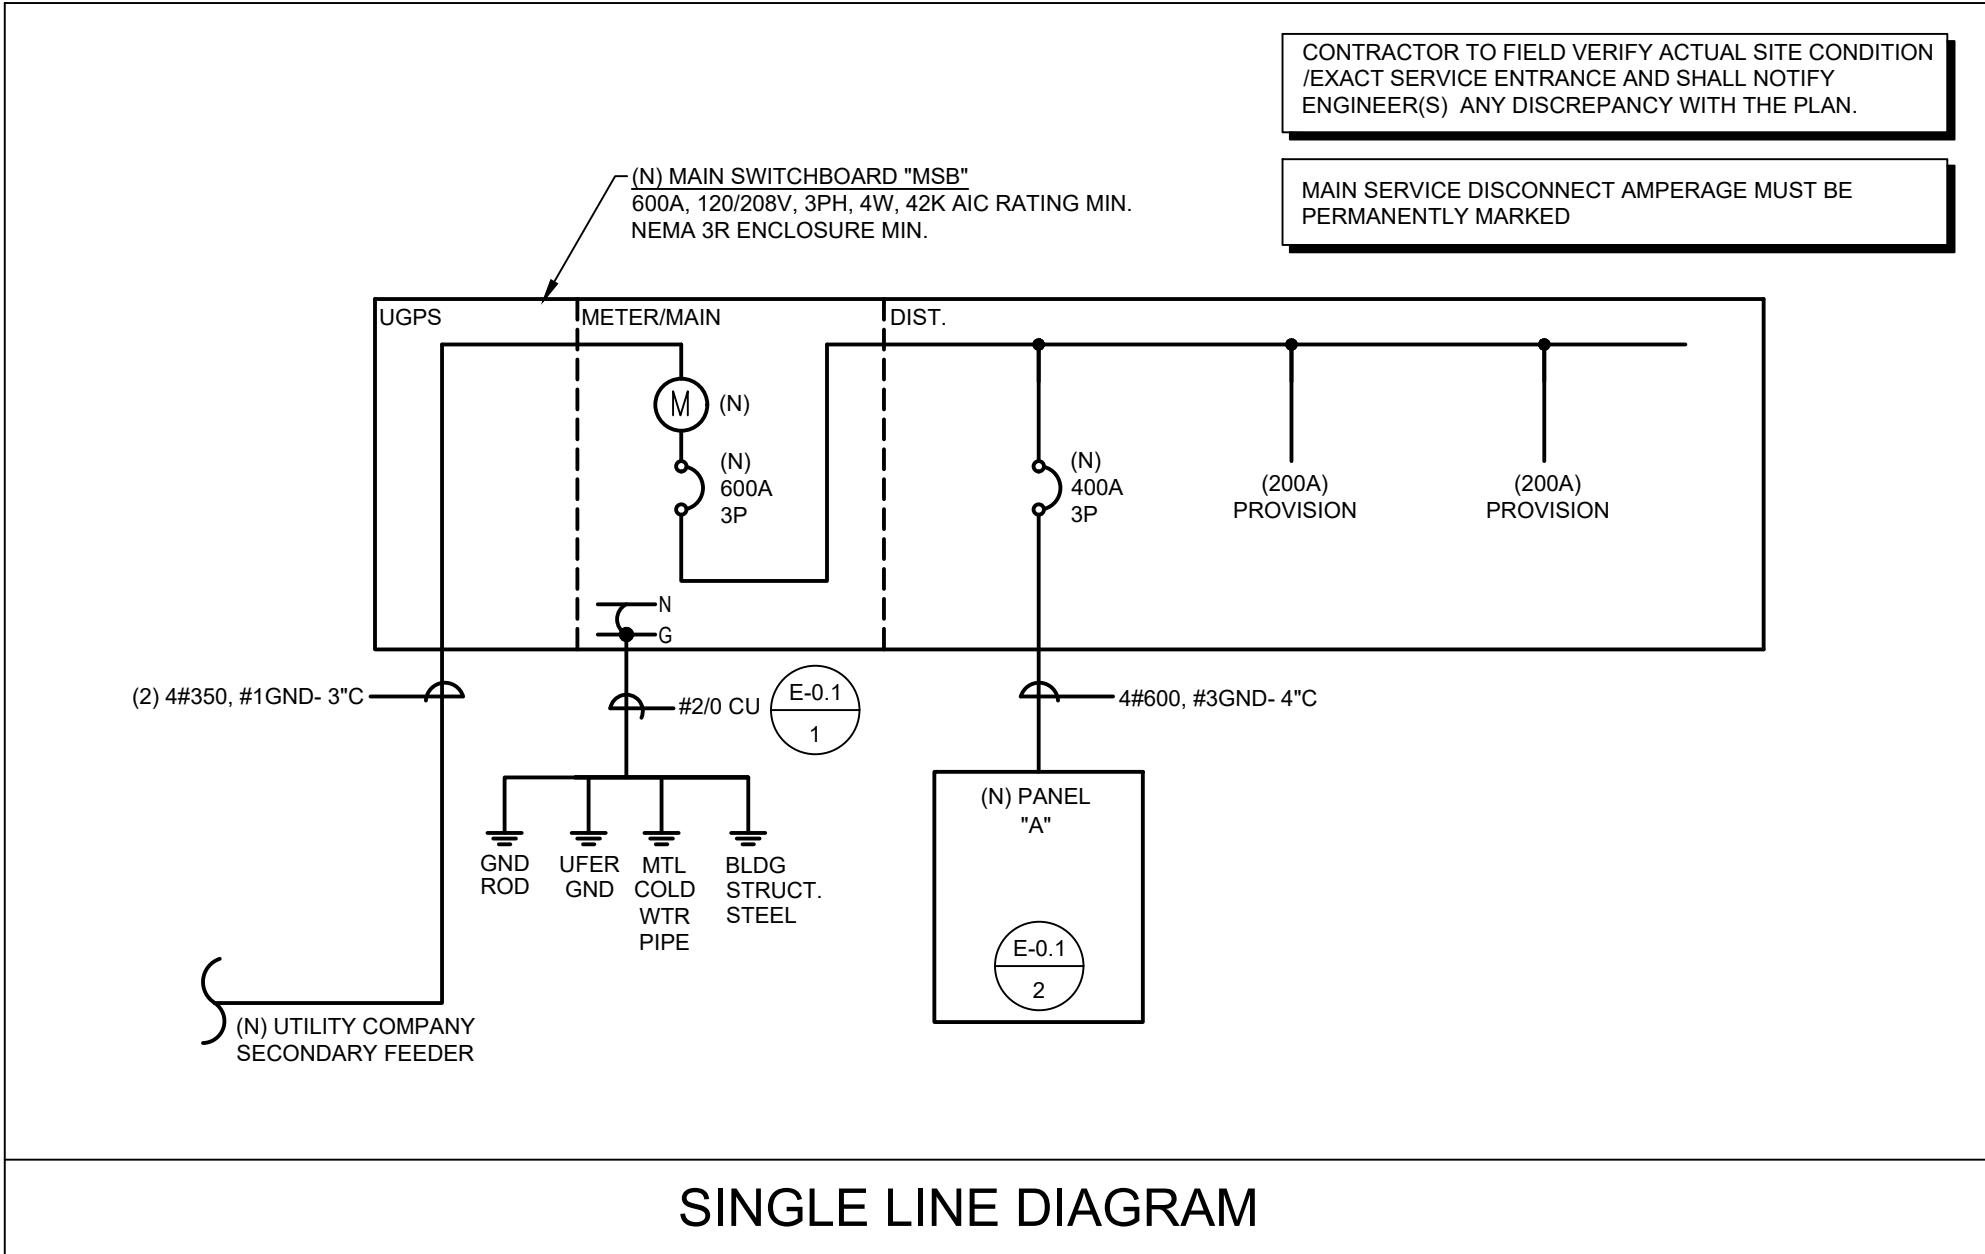 CONTRACTOR TO FIELD VERIFY ACTUAL SITE CONDITION
/EXACT SERVICE ENTRANCE AND SHALL NOTIFY
ENGINEER(S) ANY DISCREPANCY WITH THE PLAN.
MAIN SERVICE DISCONNECT AMPERAGE MUST BE
PERMANENTLY MARKED
(N) MAIN SWITCHBOARD "MSB"
600A, 120/208V, 3PH, 4W, 42K AIC RATING MIN.
NEMA 3R ENCLOSURE MIN.
UGPS
METER/MAIN
DIST.
M
(N)
(N)
600A
3P
(N)
400A
3P
(200A)
PROVISION
(200A)
PROVISION
N
G
(2) 4#350, #1GND- 3"C
#2/0 CU
E-0.1
1
4#600, #3GND- 4"C
GND
ROD
UFER
GND
MTL
COLD
WTR
PIPE
BLDG
STRUCT.
STEEL
(N) PANEL
"A"
E-0.1
2
(N) UTILITY COMPANY
SECONDARY FEEDER
SINGLE LINE DIAGRAM